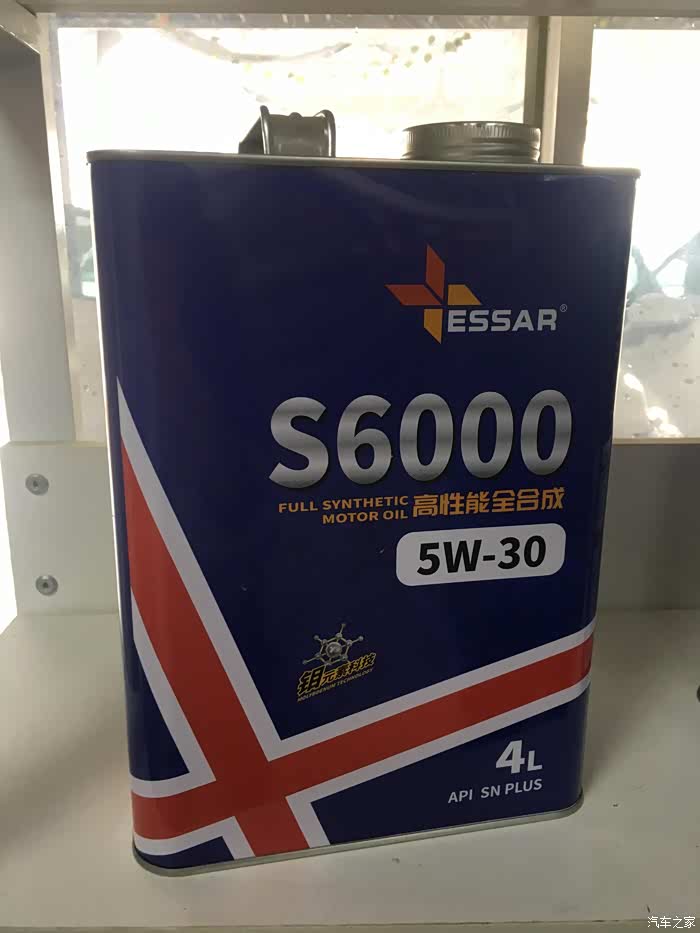 ESSAR®
S6000
FULL SYNTHETIC
MOTOR OIL 高性能全合成
5W-30
钼元素科技
MOLYBDENUM TECHNOLOGY
4L
API SN PLUS
汽车之家